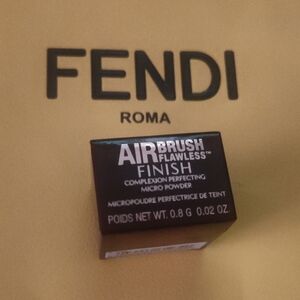 FENDI
ROMA
AIRBRUSH
FLAWLESS™
FINISH
COMPLEXION PERFECTING
MICRO POWDER
MICROPOUDRE PERFECTRICE DE TEINT
POIDS NET WT. 0.8 G 0.02 OZ.